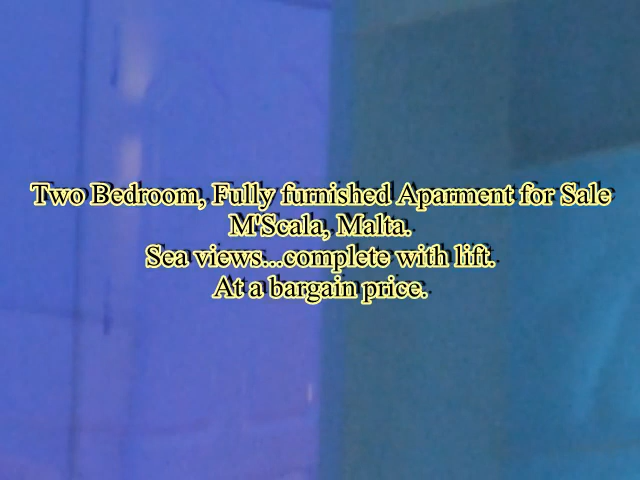 Two Bedroom, Fully furnished Aparment for Sale
M'Scala, Malta.
Sea views...complete with lift.
At a bargain price.